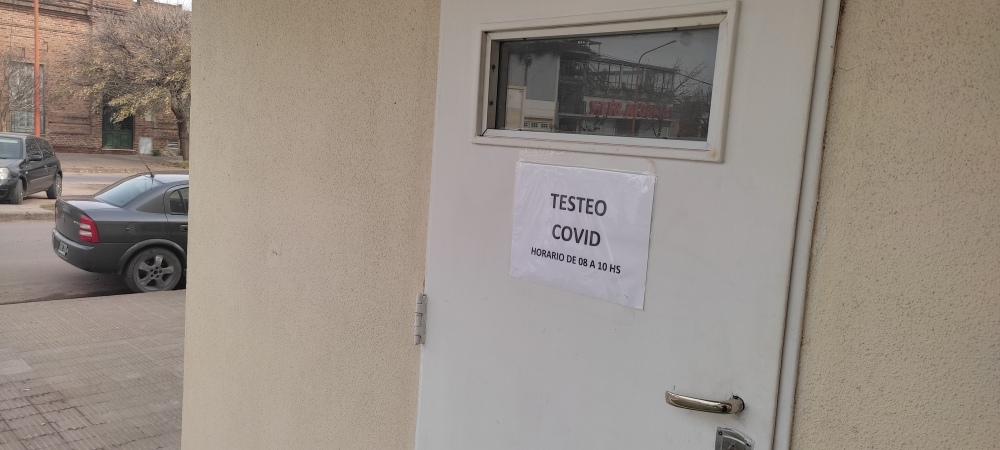 TESTEO
COVID
HORARIO DE 08 A 10 HS